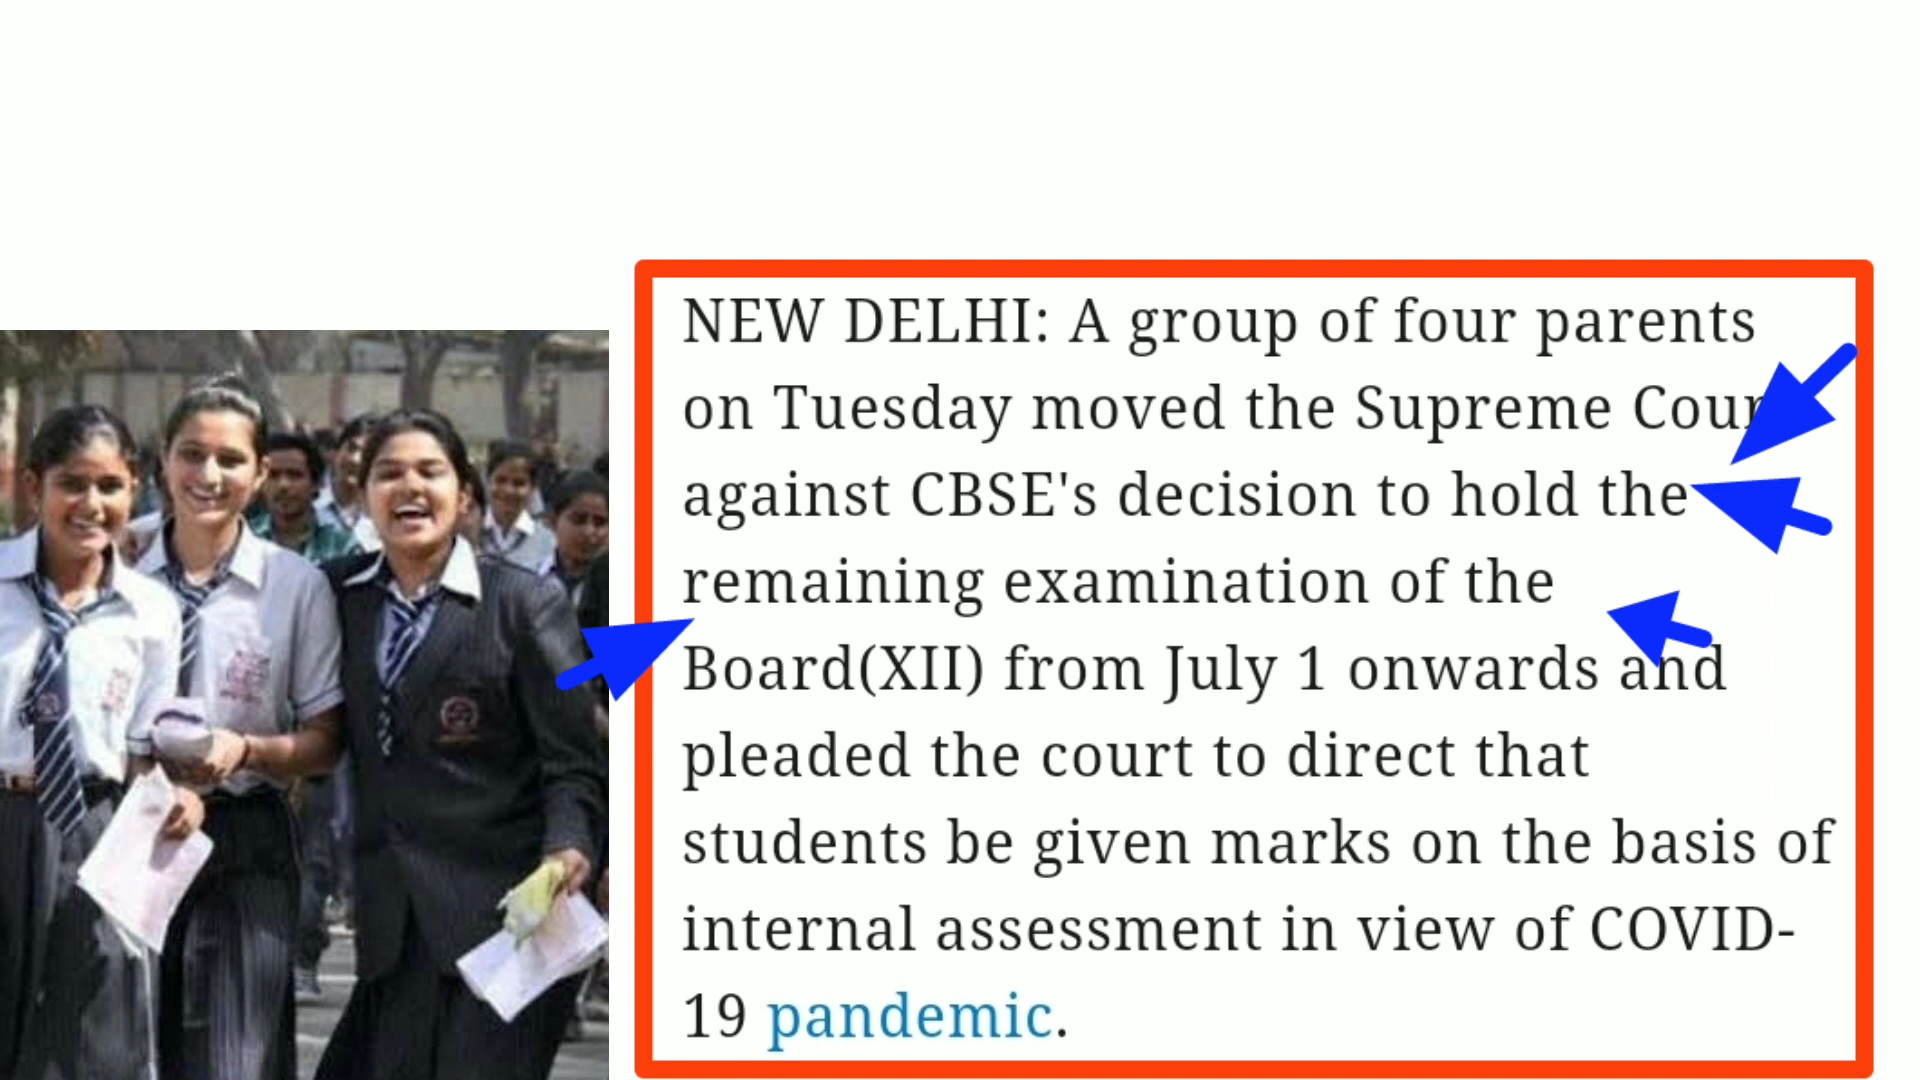 NEW DELHI: A group of four parents
on Tuesday moved the Supreme Cour
against CBSE's decision to hold the
remaining examination of the
Board(XII) from July 1 onwards and
pleaded the court to direct that
students be given marks on the basis of
internal assessment in view of COVID-
19 pandemic.